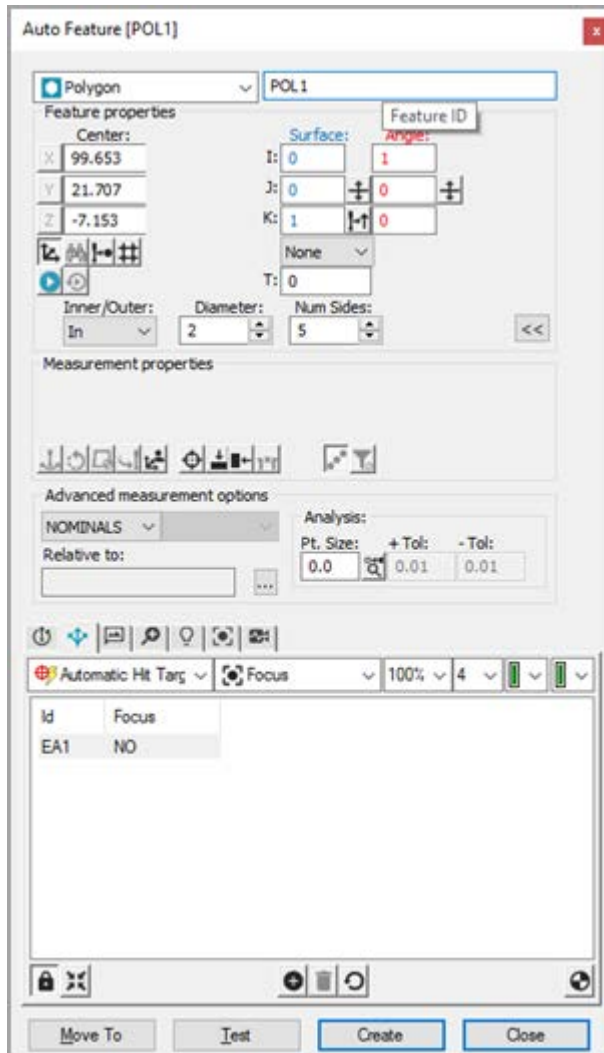 Auto Feature [POL1]
x
Polygon POL1
Feature ID
Feature properties
Center: Surface: Angle:
X 99.653 I: 0 1
Y 21.707 J: 0 0
Z -7.153 K: 1 0
None
T: 0
Inner/Outer: Diameter: Num Sides:
In 2 5 <<
Measurement properties
Advanced measurement options
NOMINALS
Relative to:
...
Analysis:
Pt. Size: + Tol: - Tol:
0.0 0.01 0.01
Automatic Hit Targ Focus 100% 4
Id Focus
EA1 NO
Move To Test Create Close